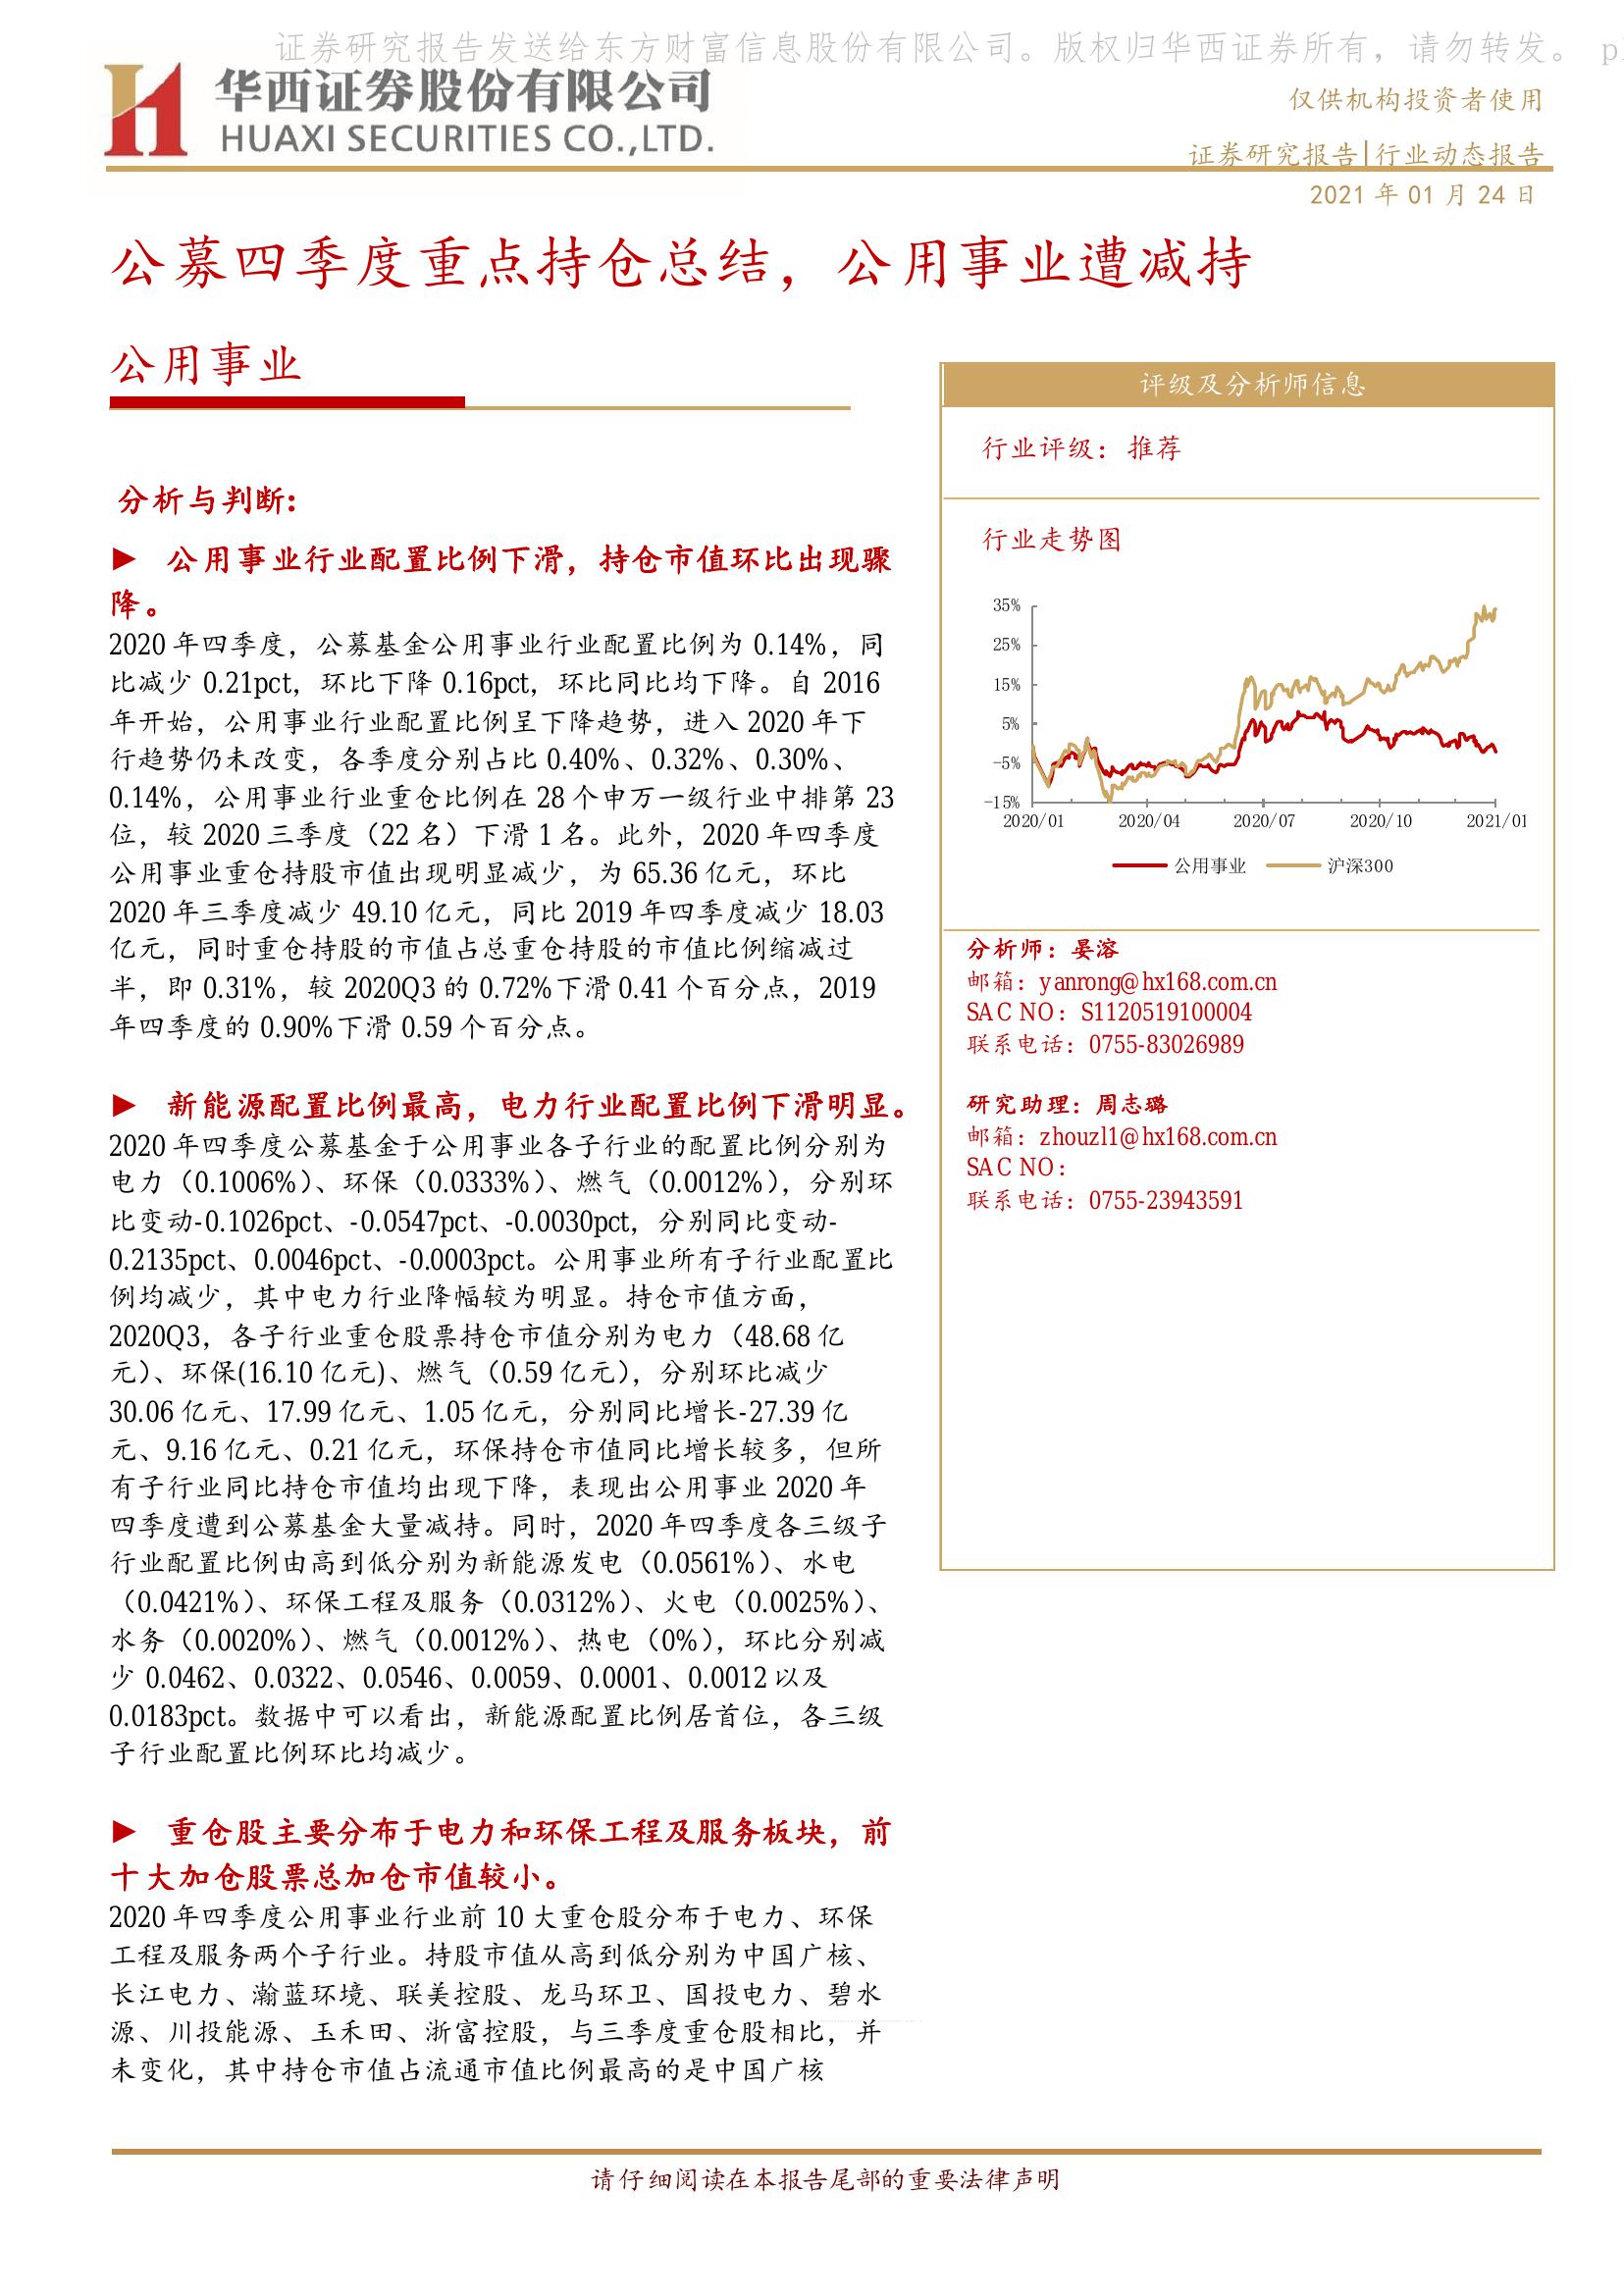 证券研究报告发送给东方财富信息股份有限公司。版权归华西证券所有，请勿转发。 p
华西证券股份有限公司
HUAXI SECURITIES CO.,LTD.
仅供机构投资者使用
证券研究报告|行业动态报告
2021 年 01 月 24 日
公募四季度重点持仓总结，公用事业遭减持
公用事业
分析与判断:
► 公用事业行业配置比例下滑，持仓市值环比出现骤
降。
2020 年四季度，公募基金公用事业行业配置比例为 0.14%，同
比减少 0.21pct，环比下降 0.16pct，环比同比均下降。自 2016
年开始，公用事业行业配置比例呈下降趋势，进入 2020 年下
行趋势仍未改变，各季度分别占比 0.40%、0.32%、0.30%、
0.14%，公用事业行业重仓比例在 28 个申万一级行业中排第 23
位，较 2020 三季度（22 名）下滑 1 名。此外，2020 年四季度
公用事业重仓持股市值出现明显减少，为 65.36 亿元，环比
2020 年三季度减少 49.10 亿元，同比 2019 年四季度减少 18.03
亿元，同时重仓持股的市值占总重仓持股的市值比例缩减过
半，即 0.31%，较 2020Q3 的 0.72%下滑 0.41 个百分点，2019
年四季度的 0.90%下滑 0.59 个百分点。
► 新能源配置比例最高，电力行业配置比例下滑明显。
2020 年四季度公募基金于公用事业各子行业的配置比例分别为
电力（0.1006%）、环保（0.0333%）、燃气（0.0012%），分别环
比变动-0.1026pct、-0.0547pct、-0.0030pct，分别同比变动-
0.2135pct、0.0046pct、-0.0003pct。公用事业所有子行业配置比
例均减少，其中电力行业降幅较为明显。持仓市值方面，
2020Q3，各子行业重仓股票持仓市值分别为电力（48.68 亿
元）、环保(16.10 亿元)、燃气（0.59 亿元），分别环比减少
30.06 亿元、17.99 亿元、1.05 亿元，分别同比增长-27.39 亿
元、9.16 亿元、0.21 亿元，环保持仓市值同比增长较多，但所
有子行业同比持仓市值均出现下降，表现出公用事业 2020 年
四季度遭到公募基金大量减持。同时，2020 年四季度各三级子
行业配置比例由高到低分别为新能源发电（0.0561%）、水电
（0.0421%）、环保工程及服务（0.0312%）、火电（0.0025%）、
水务（0.0020%）、燃气（0.0012%）、热电（0%），环比分别减
少 0.0462、0.0322、0.0546、0.0059、0.0001、0.0012 以及
0.0183pct。数据中可以看出，新能源配置比例居首位，各三级
子行业配置比例环比均减少。
► 重仓股主要分布于电力和环保工程及服务板块，前
十大加仓股票总加仓市值较小。
2020 年四季度公用事业行业前 10 大重仓股分布于电力、环保
工程及服务两个子行业。持股市值从高到低分别为中国广核、
长江电力、瀚蓝环境、联美控股、龙马环卫、国投电力、碧水
源、川投能源、玉禾田、浙富控股，与三季度重仓股相比，并
未变化，其中持仓市值占流通市值比例最高的是中国广核
评级及分析师信息
行业评级：推荐
行业走势图
35%
25%
15%
5%
-5%
-15%
2020/01 2020/04 2020/07 2020/10 2021/01
公用事业 沪深300
分析师：晏溶
邮箱：yanrong@hx168.com.cn
SAC NO：S1120519100004
联系电话：0755-83026989
研究助理：周志璐
邮箱：zhouzl1@hx168.com.cn
SAC NO：
联系电话：0755-23943591
请仔细阅读在本报告尾部的重要法律声明